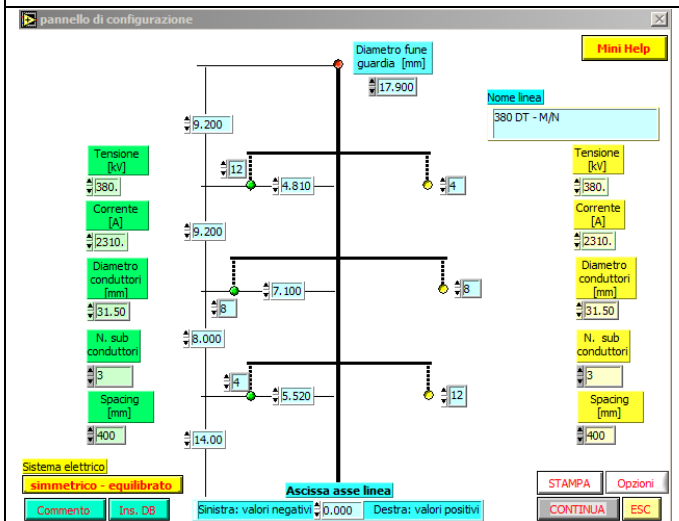 pannello di configurazione
Mini Help
Diametro fune
guardia [mm]
17.900
Nome linea
380 DT - M/N
9.200
Tensione
[kV]
380.
12
4.810
4
Tensione
[kV]
380.
Corrente
[A]
2310.
9.200
Corrente
[A]
2310.
Diametro
conduttori
[mm]
31.50
7.100
8
8
Diametro
conduttori
[mm]
31.50
N. sub
conduttori
3
8.000
N. sub
conduttori
3
4
5.520
12
Spacing
[mm]
400
14.00
Spacing
[mm]
400
Sistema elettrico
simmetrico - equilibrato
Ascissa asse linea
STAMPA
Opzioni
Commento
Ins. DB
Sinistra: valori negativi 0.000 Destra: valori positivi
CONTINUA
ESC